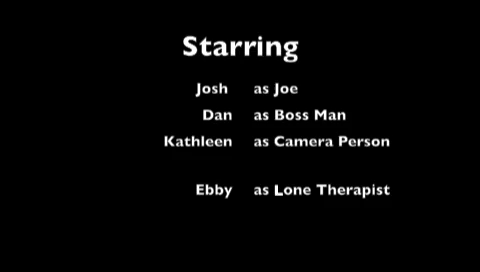 Starring
Josh as Joe
Dan as Boss Man
Kathleen as Camera Person
Ebby as Lone Therapist